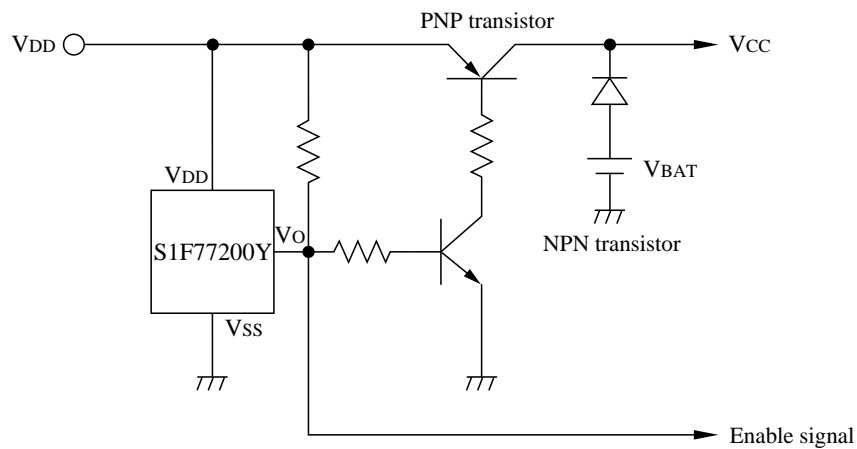 PNP transistor
VDD
VCC
VDD
VBAT
S1F77200Y
VO
NPN transistor
VSS
Enable signal